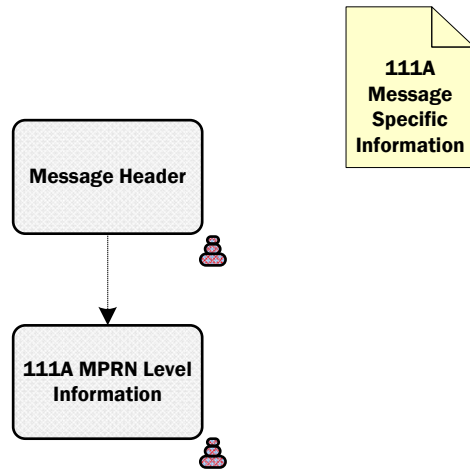 111A
Message
Specific
Information
Message Header
111A MPRN Level
Information